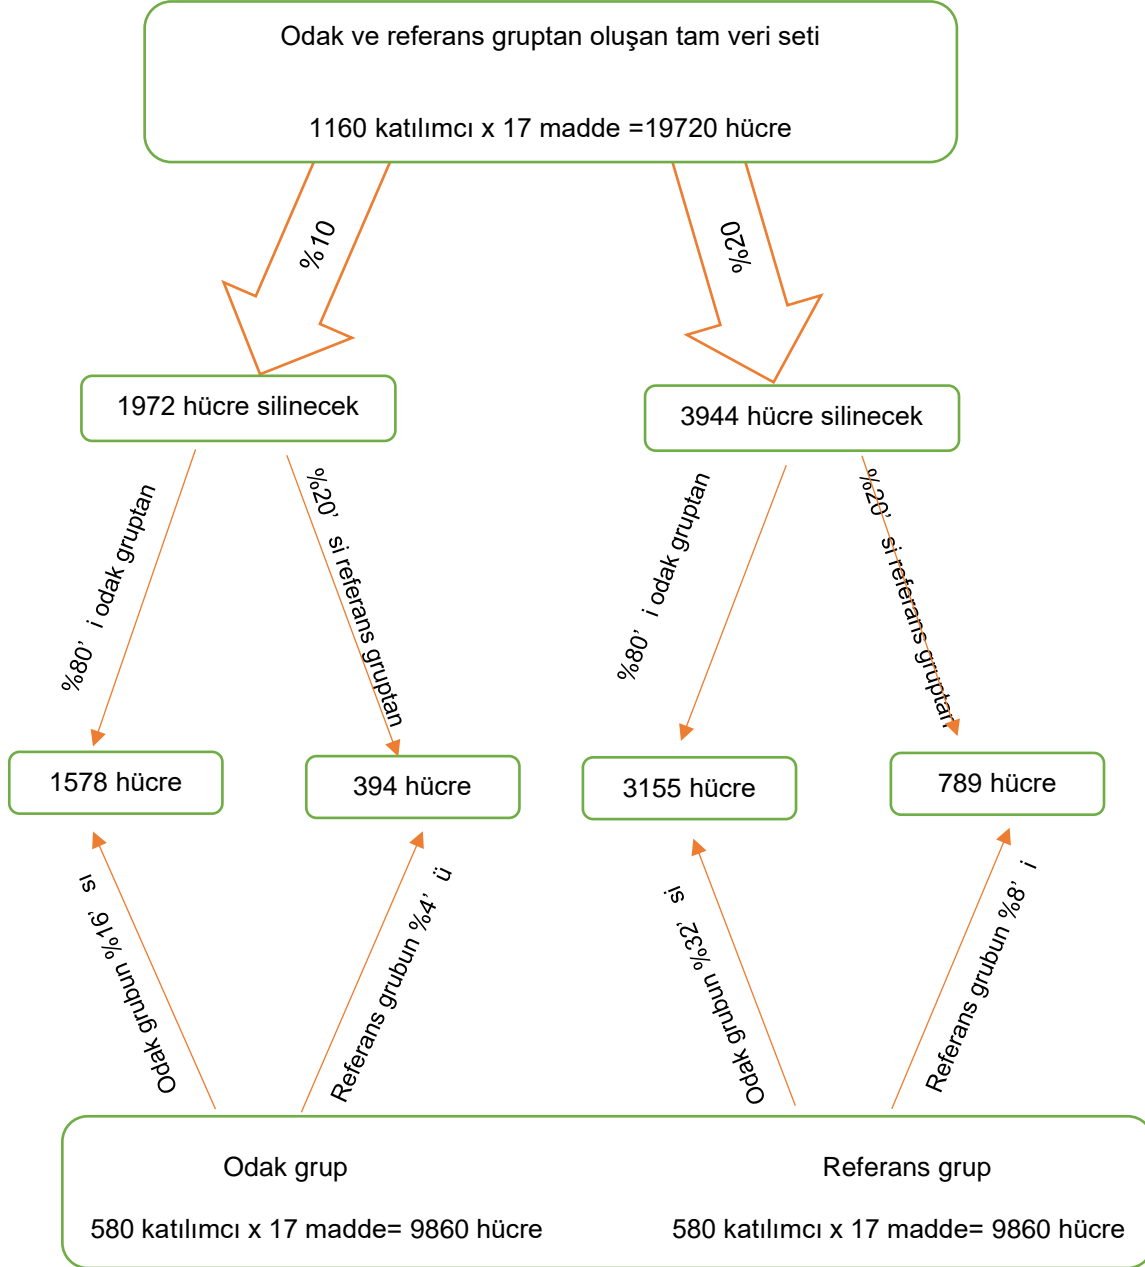 Odak ve referans gruptan oluşan tam veri seti
1160 katılımcı x 17 madde =19720 hücre
%10
%20
1972 hücre silinecek
3944 hücre silinecek
%80’ i odak gruptan
%20’ si referans gruptan
%80’ i odak gruptan
%20’ si referans gruptan
1578 hücre
394 hücre
3155 hücre
789 hücre
Odak grubun %16’ sı
Referans grubun %4’ ü
Odak grubun %32’ si
Referans grubun %8’ i
Odak grup
Referans grup
580 katılımcı x 17 madde= 9860 hücre
580 katılımcı x 17 madde= 9860 hücre